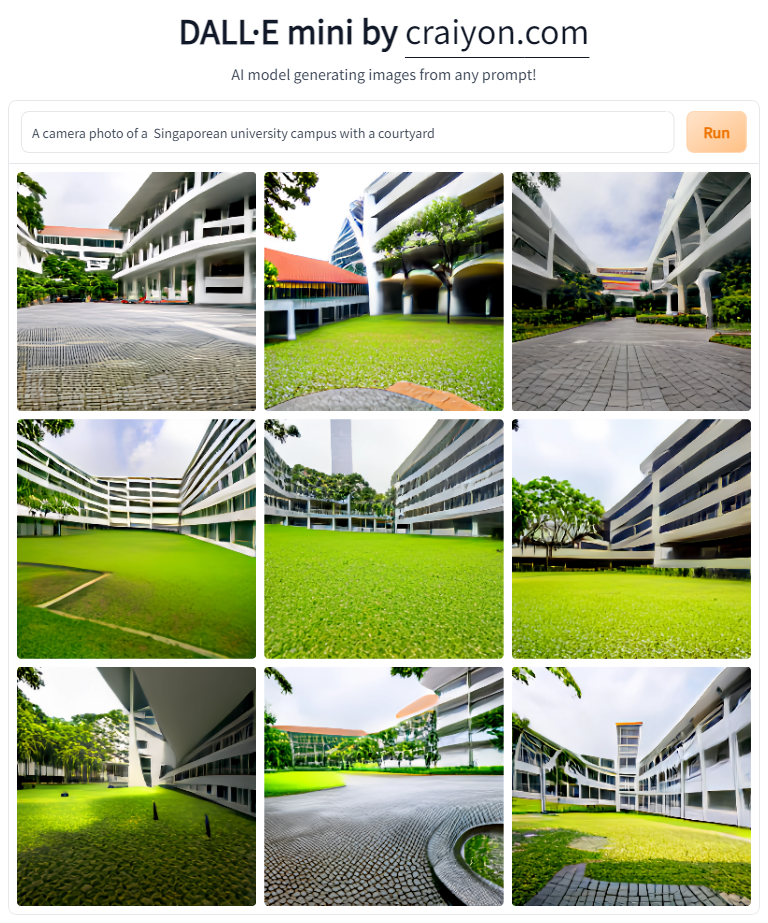 DALL·E mini by craiyon.com
AI model generating images from any prompt!
A camera photo of a  Singaporean university campus with a courtyard
Run